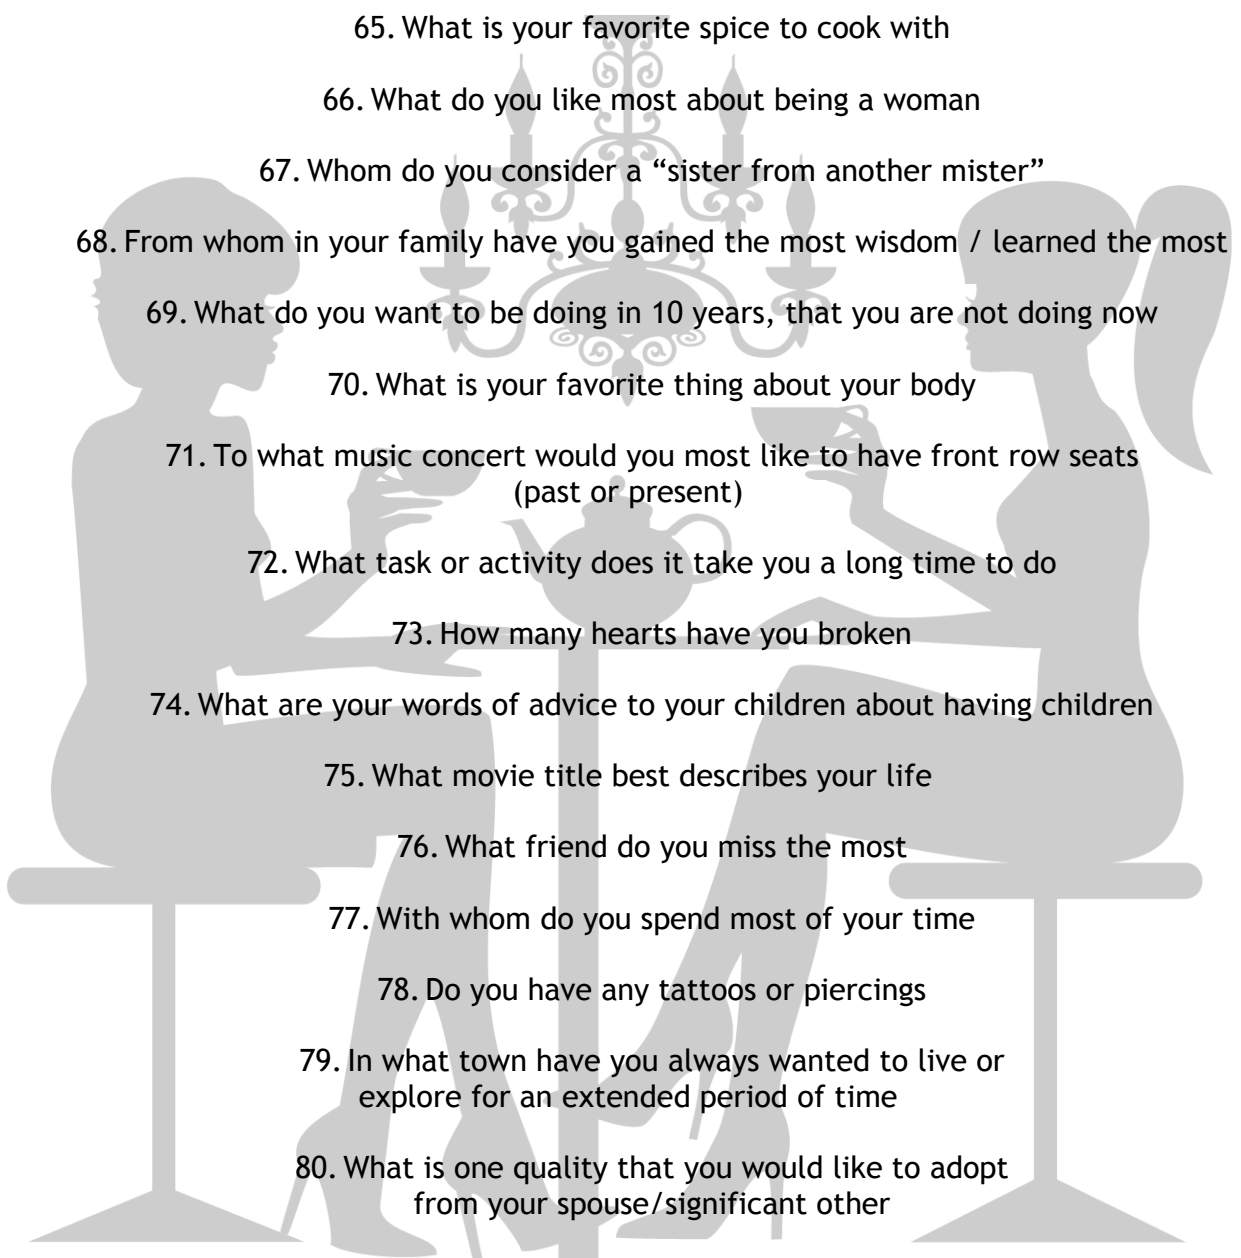 65. What is your favorite spice to cook with
66. What do you like most about being a woman
67. Whom do you consider a “sister from another mister”
68. From whom in your family have you gained the most wisdom / learned the most
69. What do you want to be doing in 10 years, that you are not doing now
70. What is your favorite thing about your body
71. To what music concert would you most like to have front row seats
(past or present)
72. What task or activity does it take you a long time to do
73. How many hearts have you broken
74. What are your words of advice to your children about having children
75. What movie title best describes your life
76. What friend do you miss the most
77. With whom do you spend most of your time
78. Do you have any tattoos or piercings
79. In what town have you always wanted to live or
explore for an extended period of time
80. What is one quality that you would like to adopt
from your spouse/significant other